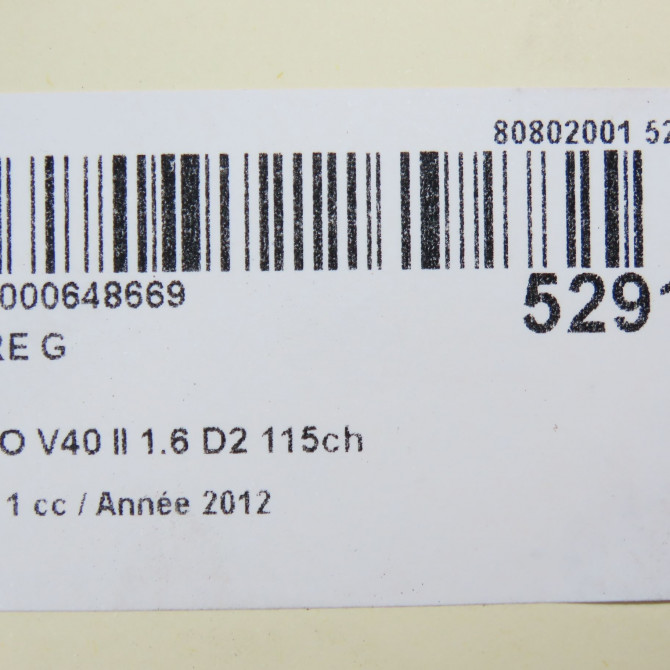 80802001 52
000648669
5291
RE G
O V40 II 1.6 D2 115ch
1 cc / Année 2012